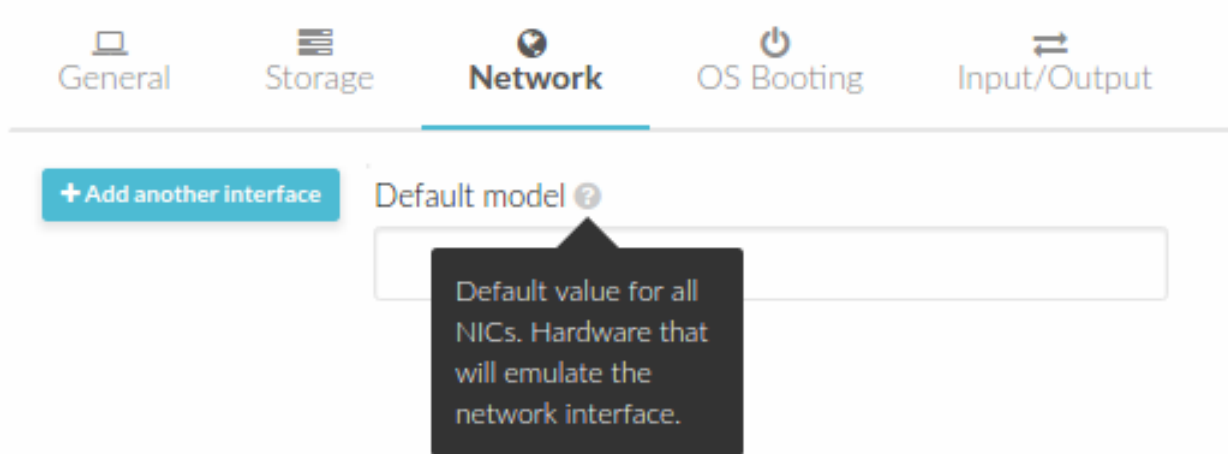 General Storage Network OS Booting Input/Output
+ Add another interface Default model ?
Default value for all
NICs. Hardware that
will emulate the
network interface.